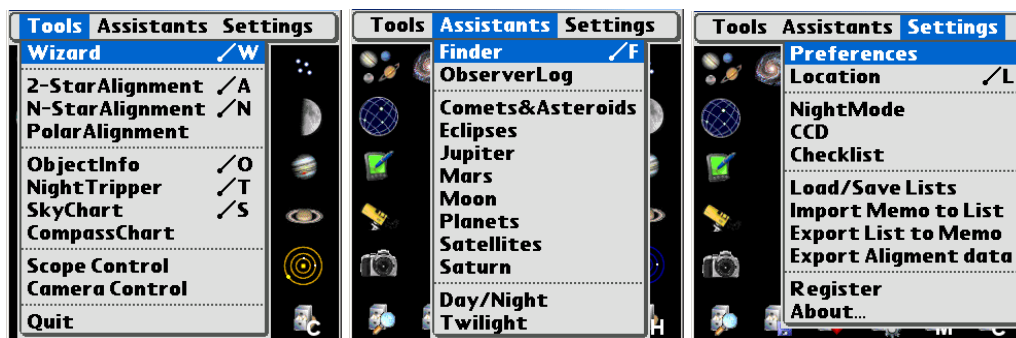 Tools Assistants Settings
Wizard ⟋W
2-StarAlignment ⟋A
N-StarAlignment ⟋N
PolarAlignment
ObjectInfo ⟋O
NightTripper ⟋T
SkyChart ⟋S
CompassChart
Scope Control
Camera Control
Quit
C
Tools Assistants Settings
Finder ⟋F
ObserverLog
Comets&Asteroids
Eclipses
Jupiter
Mars
Moon
Planets
Satellites
Saturn
Day/Night
Twilight
H
Tools Assistants Settings
Preferences
Location ⟋L
NightMode
CCD
Checklist
Load/Save Lists
Import Memo to List
Export List to Memo
Export Aligment data
Register
About...
M C